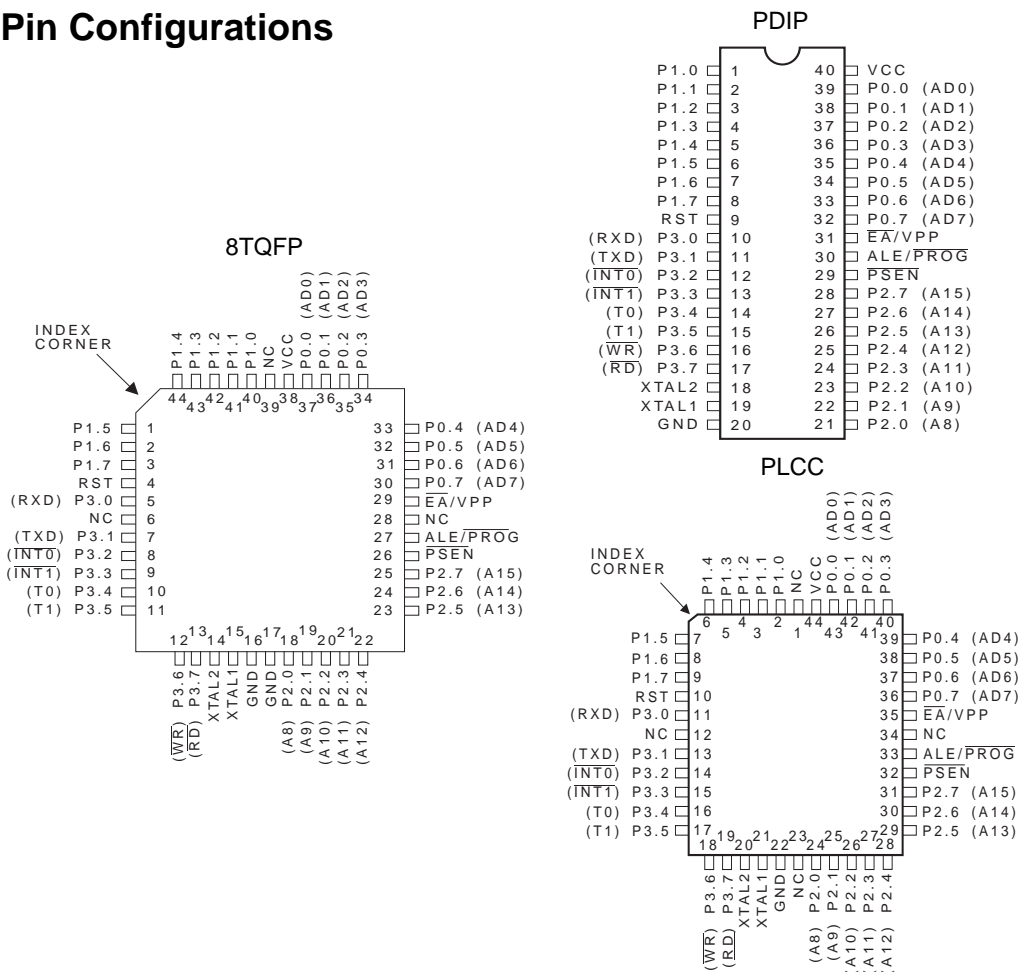 Pin Configurations
PDIP
P1.0 1 40 VCC
P1.1 2 39 P0.0 (AD0)
P1.2 3 38 P0.1 (AD1)
P1.3 4 37 P0.2 (AD2)
P1.4 5 36 P0.3 (AD3)
P1.5 6 35 P0.4 (AD4)
P1.6 7 34 P0.5 (AD5)
P1.7 8 33 P0.6 (AD6)
RST 9 32 P0.7 (AD7)
(RXD) P3.0 10 31 EA/VPP
(TXD) P3.1 11 30 ALE/PROG
(INT0) P3.2 12 29 PSEN
(INT1) P3.3 13 28 P2.7 (A15)
(T0) P3.4 14 27 P2.6 (A14)
(T1) P3.5 15 26 P2.5 (A13)
(WR) P3.6 16 25 P2.4 (A12)
(RD) P3.7 17 24 P2.3 (A11)
XTAL2 18 23 P2.2 (A10)
XTAL1 19 22 P2.1 (A9)
GND 20 21 P2.0 (A8)
8TQFP
INDEX
CORNER
P1.4 P1.3 P1.2 P1.1 P1.0 NC VCC P0.0 (AD0) P0.1 (AD1) P0.2 (AD2) P0.3 (AD3)
44 43 42 41 40 39 38 37 36 35 34
P1.5 1 33 P0.4 (AD4)
P1.6 2 32 P0.5 (AD5)
P1.7 3 31 P0.6 (AD6)
RST 4 30 P0.7 (AD7)
(RXD) P3.0 5 29 EA/VPP
NC 6 28 NC
(TXD) P3.1 7 27 ALE/PROG
(INT0) P3.2 8 26 PSEN
(INT1) P3.3 9 25 P2.7 (A15)
(T0) P3.4 10 24 P2.6 (A14)
(T1) P3.5 11 23 P2.5 (A13)
12 13 14 15 16 17 18 19 20 21 22
(WR) P3.6 (RD) P3.7 XTAL2 XTAL1 GND GND (A8) P2.0 (A9) P2.1 (A10) P2.2 (A11) P2.3 (A12) P2.4
PLCC
INDEX
CORNER
P1.4 P1.3 P1.2 P1.1 P1.0 NC VCC P0.0 (AD0) P0.1 (AD1) P0.2 (AD2) P0.3 (AD3)
6 5 4 3 2 1 44 43 42 41 40
P1.5 7 39 P0.4 (AD4)
P1.6 8 38 P0.5 (AD5)
P1.7 9 37 P0.6 (AD6)
RST 10 36 P0.7 (AD7)
(RXD) P3.0 11 35 EA/VPP
NC 12 34 NC
(TXD) P3.1 13 33 ALE/PROG
(INT0) P3.2 14 32 PSEN
(INT1) P3.3 15 31 P2.7 (A15)
(T0) P3.4 16 30 P2.6 (A14)
(T1) P3.5 17 29 P2.5 (A13)
18 19 20 21 22 23 24 25 26 27 28
(WR) P3.6 (RD) P3.7 XTAL2 XTAL1 GND NC (A8) P2.0 (A9) P2.1 A10) P2.2 A11) P2.3 A12) P2.4